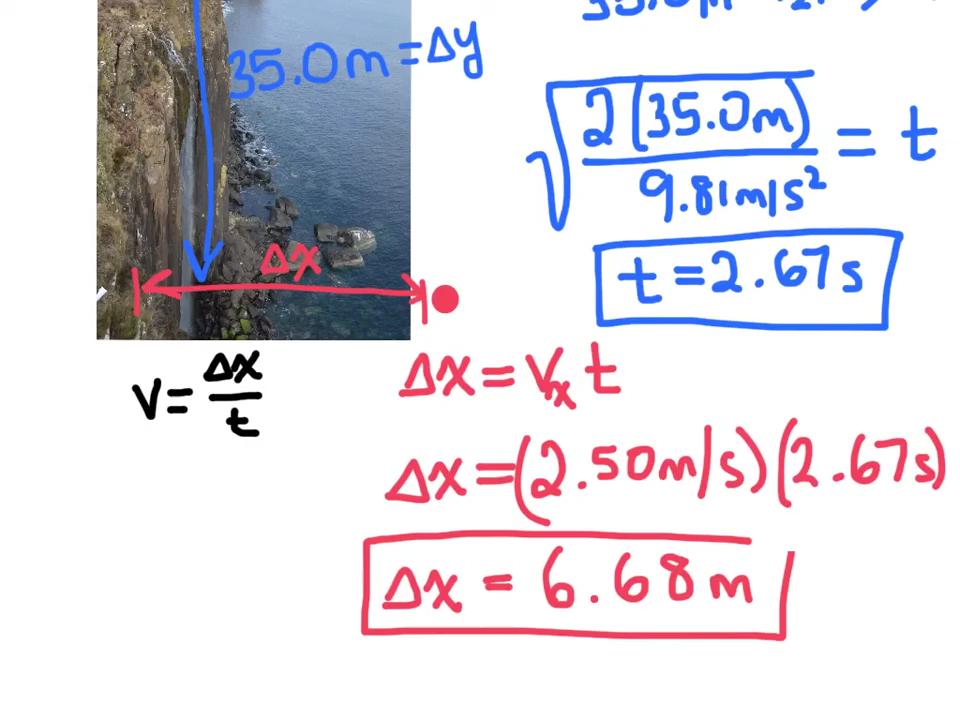 35.0m = Δy
√(2(35.0m) / 9.81m/s²) = t
t = 2.67s
Δx
V = Δx / t
Δx = Vₓ t
Δx = (2.50m/s)(2.67s)
Δx = 6.68m